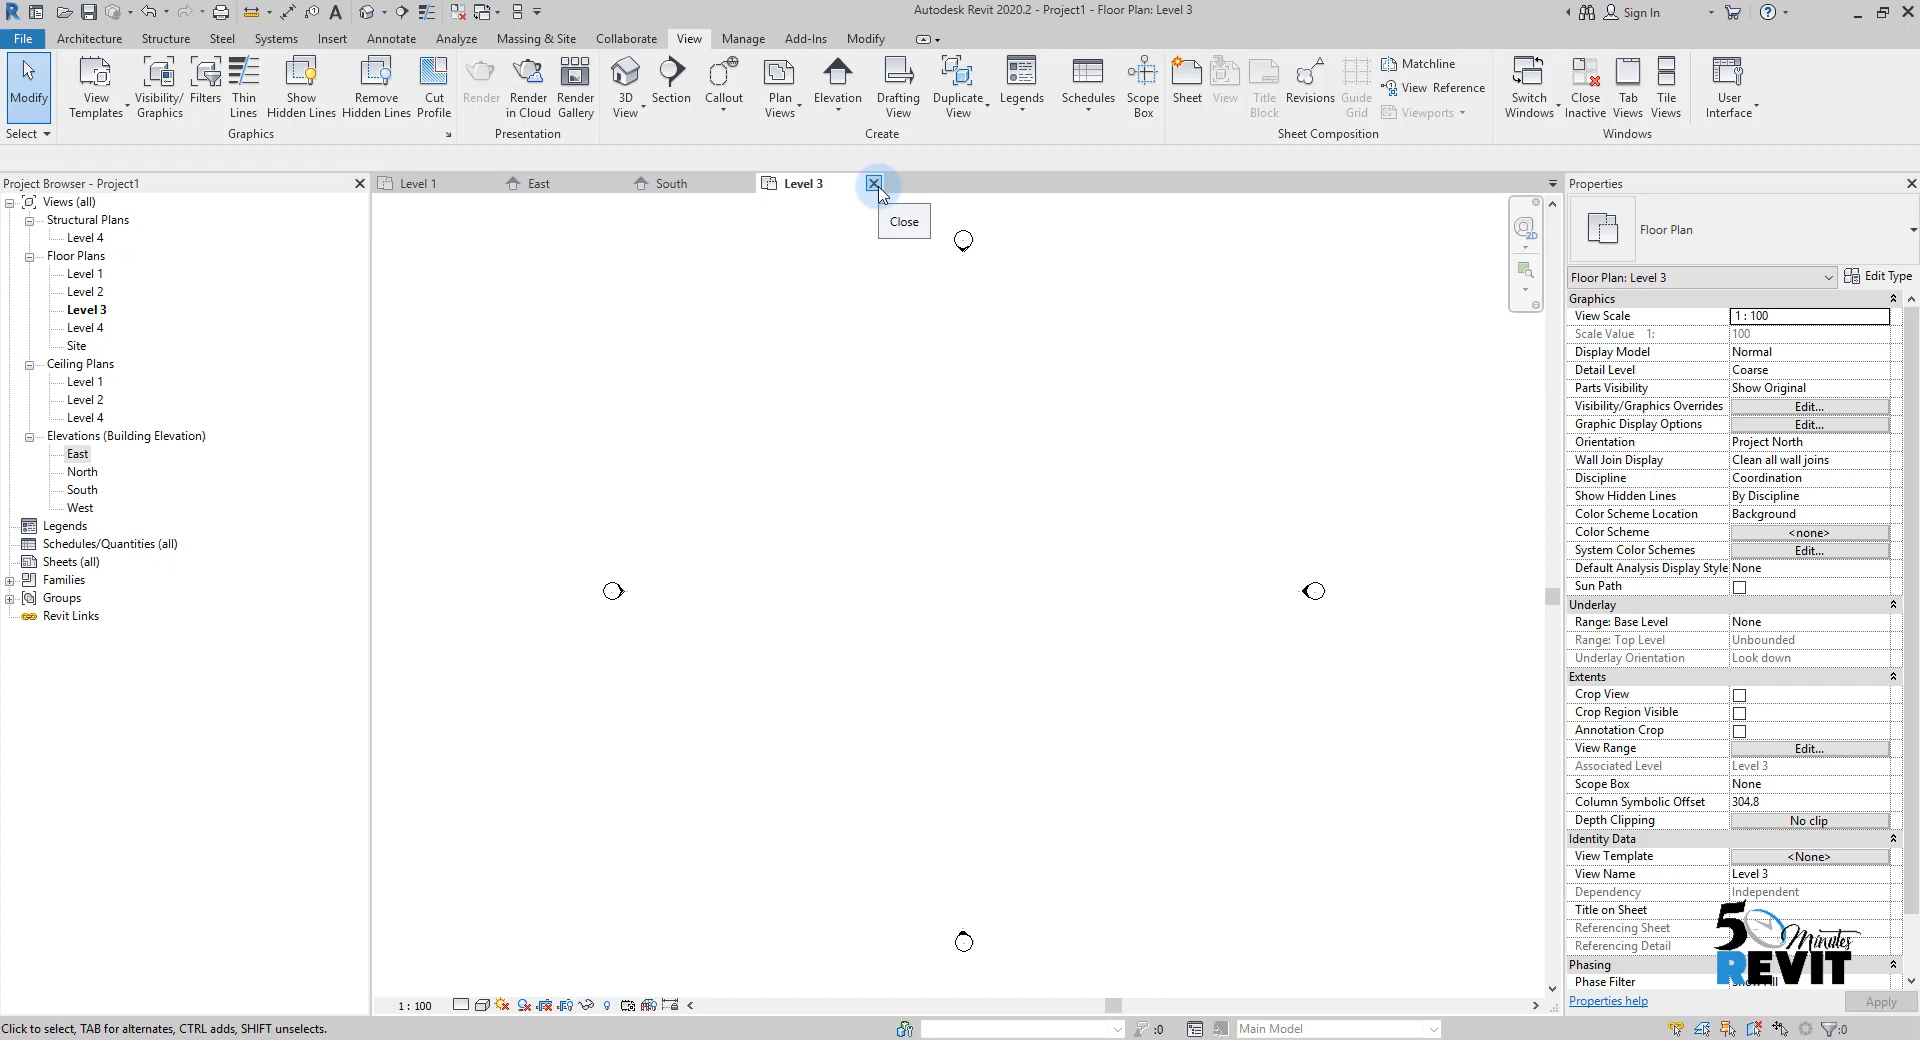 Autodesk Revit 2020.2 - Project1 - Floor Plan: Level 3
Sign In
File Architecture Structure Steel Systems Insert Annotate Analyze Massing & Site Collaborate View Manage Add-Ins Modify
Modify
View Templates
Visibility/ Graphics
Filters
Thin Lines
Show Hidden Lines
Remove Hidden Lines
Cut Profile
Render
Render in Cloud
Render Gallery
3D View
Section
Callout
Plan Views
Elevation
Drafting View
Duplicate View
Legends
Schedules
Scope Box
Sheet
View
Title Block
Revisions
Guide Grid
Matchline
View Reference
Viewports
Switch Windows
Close Inactive
Tab Views
Tile Views
User Interface
Select
Graphics
Presentation
Create
Sheet Composition
Windows
Project Browser - Project1
Views (all)
Structural Plans
Level 4
Floor Plans
Level 1
Level 2
Level 3
Level 4
Site
Ceiling Plans
Level 1
Level 2
Level 4
Elevations (Building Elevation)
East
North
South
West
Legends
Schedules/Quantities (all)
Sheets (all)
Families
Groups
Revit Links
Level 1
East
South
Level 3
Close
2D
1 : 100
Properties
Floor Plan
Floor Plan: Level 3
Edit Type
Graphics
View Scale 1 : 100
Scale Value 1: 100
Display Model Normal
Detail Level Coarse
Parts Visibility Show Original
Visibility/Graphics Overrides Edit...
Graphic Display Options Edit...
Orientation Project North
Wall Join Display Clean all wall joins
Discipline Coordination
Show Hidden Lines By Discipline
Color Scheme Location Background
Color Scheme <none>
System Color Schemes Edit...
Default Analysis Display Style None
Sun Path
Underlay
Range: Base Level None
Range: Top Level Unbounded
Underlay Orientation Look down
Extents
Crop View
Crop Region Visible
Annotation Crop
View Range Edit...
Associated Level Level 3
Scope Box None
Column Symbolic Offset 304.8
Depth Clipping No clip
Identity Data
View Template <None>
View Name Level 3
Dependency Independent
Title on Sheet
Referencing Sheet
Referencing Detail
Phasing
Phase Filter
5 Minutes
REVIT
Properties help
Apply
Click to select, TAB for alternates, CTRL adds, SHIFT unselects.
:0
Main Model
:0